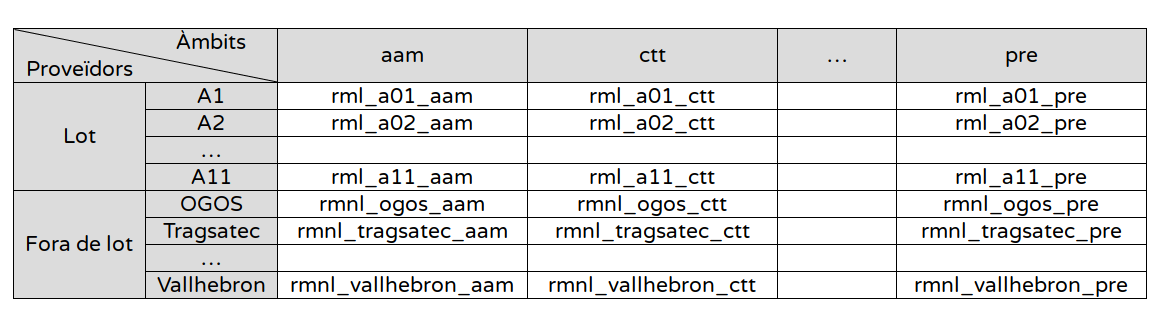 Àmbits
Proveïdors
aam ctt ... pre
Lot
A1 rml_a01_aam rml_a01_ctt rml_a01_pre
A2 rml_a02_aam rml_a02_ctt rml_a02_pre
...
A11 rml_a11_aam rml_a11_ctt rml_a11_pre
Fora de lot
OGOS rmnl_ogos_aam rmnl_ogos_ctt rmnl_ogos_pre
Tragsatec rmnl_tragsatec_aam rmnl_tragsatec_ctt rmnl_tragsatec_pre
...
Vallhebron rmnl_vallhebron_aam rmnl_vallhebron_ctt rmnl_vallhebron_pre